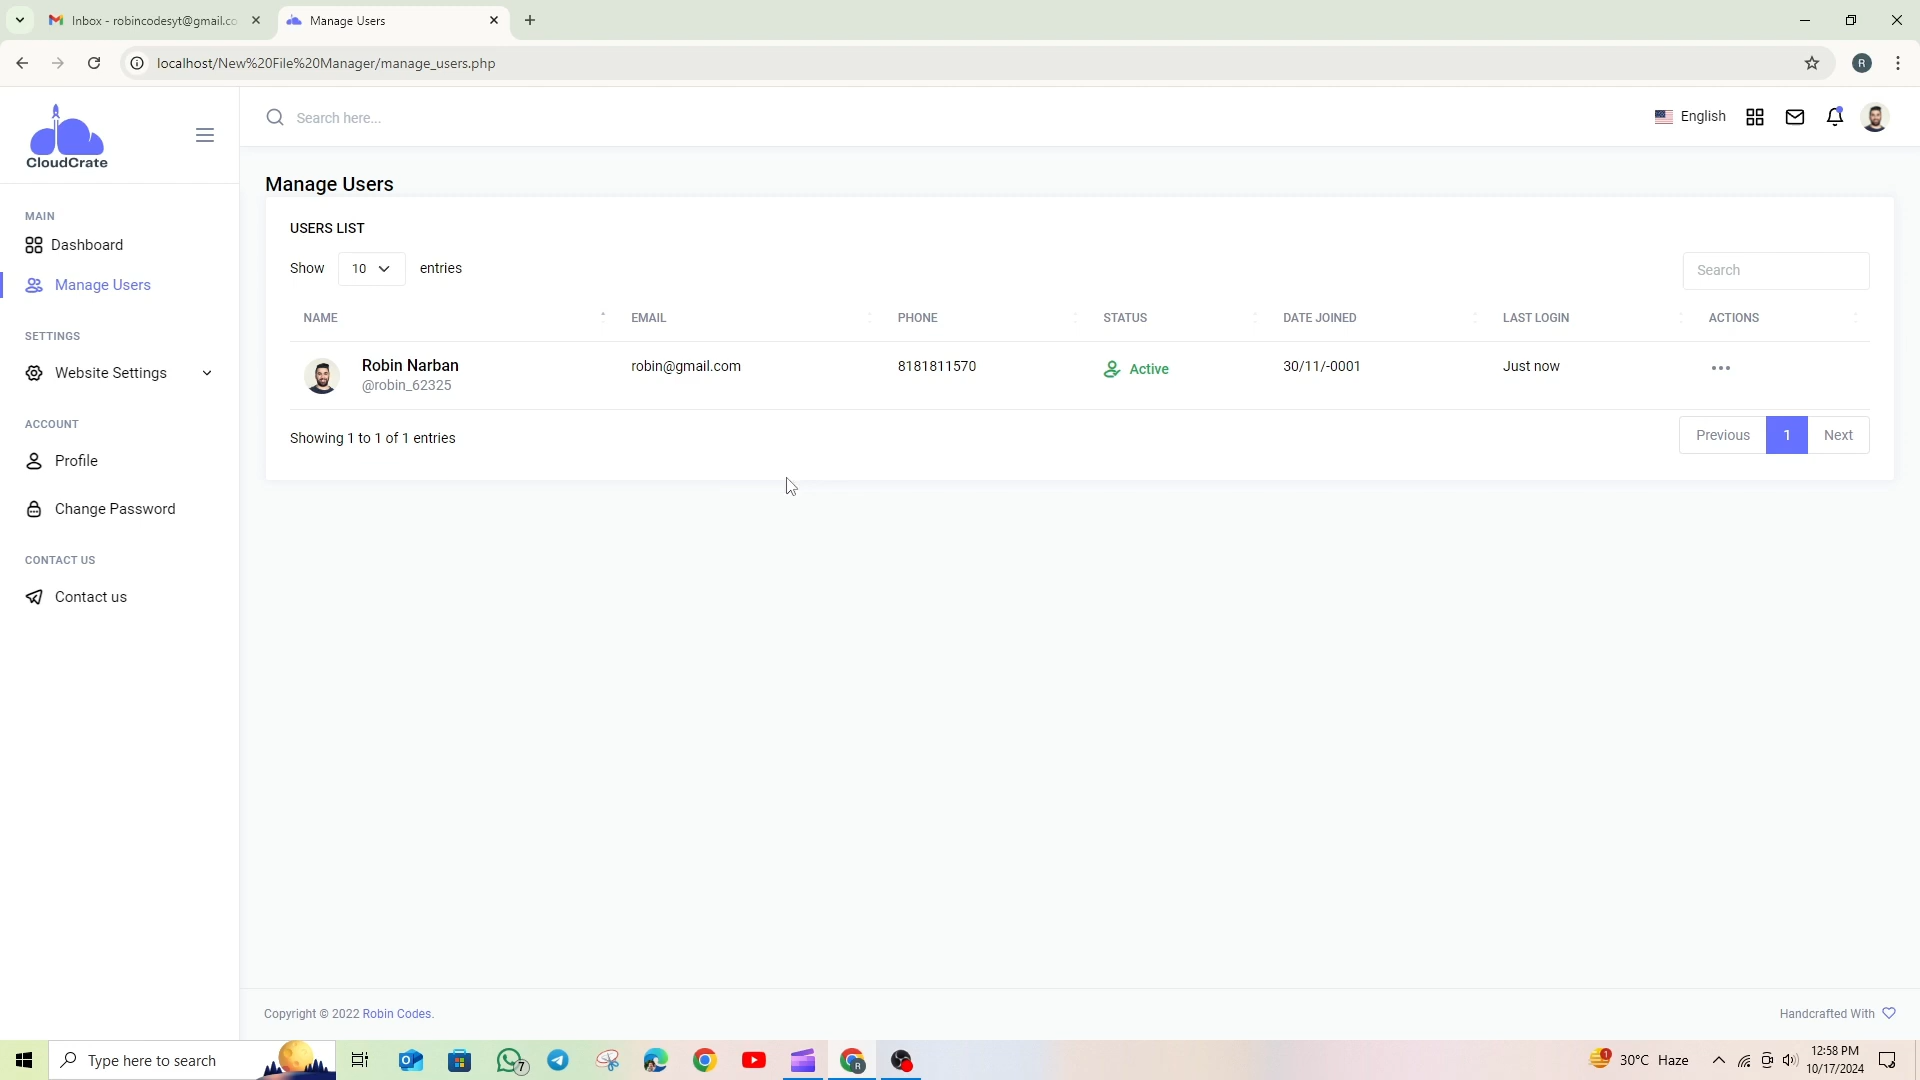 Inbox - robincodesyt@gmail.co
Manage Users
localhost/New%20File%20Manager/manage_users.php
R
CloudCrate
Search here...
English
MAIN
Dashboard
Manage Users
SETTINGS
Website Settings
ACCOUNT
Profile
Change Password
CONTACT US
Contact us
Manage Users
USERS LIST
Show 10 entries
Search
NAME EMAIL PHONE STATUS DATE JOINED LAST LOGIN ACTIONS
Robin Narban robin@gmail.com 8181811570 Active 30/11/-0001 Just now
@robin_62325
Showing 1 to 1 of 1 entries
Previous 1 Next
Copyright © 2022 Robin Codes.
Handcrafted With
Type here to search
7
R
1
30°C Haze
12:58 PM
10/17/2024